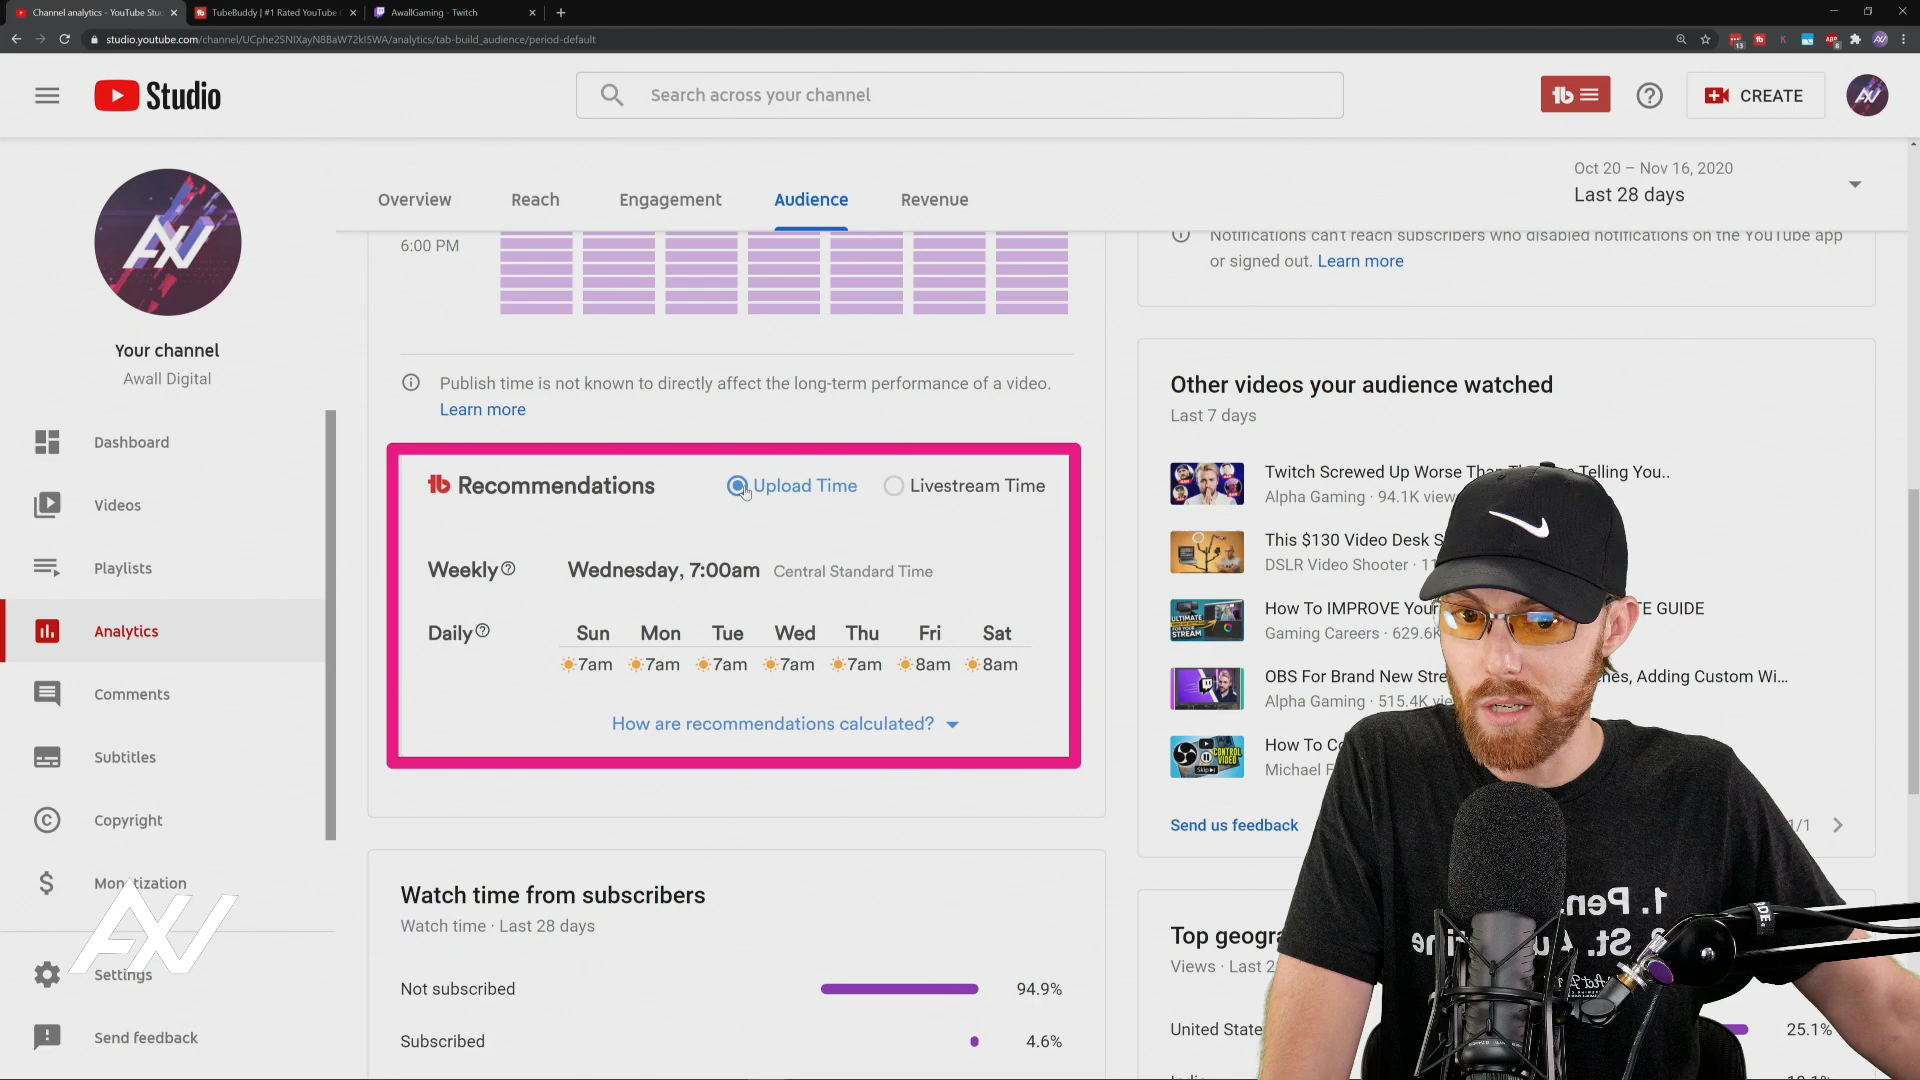 Channel analytics - YouTube Stu
TubeBuddy | #1 Rated YouTube
AwallGaming - Twitch
studio.youtube.com/channel/UCphe2SNIXayN8BaW72kI5WA/analytics/tab-build_audience/period-default
Studio
Search across your channel
CREATE
Oct 20 – Nov 16, 2020
Last 28 days
Overview
Reach
Engagement
Audience
Revenue
Your channel
Awall Digital
Dashboard
Videos
Playlists
Analytics
Comments
Subtitles
Copyright
Monetization
Settings
Send feedback
6:00 PM
Publish time is not known to directly affect the long-term performance of a video.
Learn more
Recommendations
Upload Time
Livestream Time
Weekly
Wednesday, 7:00am Central Standard Time
Daily
Sun Mon Tue Wed Thu Fri Sat
7am 7am 7am 7am 7am 8am 8am
How are recommendations calculated?
Watch time from subscribers
Watch time · Last 28 days
Not subscribed 94.9%
Subscribed 4.6%
Notifications can't reach subscribers who disabled notifications on the YouTube app
or signed out. Learn more
Other videos your audience watched
Last 7 days
Twitch Screwed Up Worse Telling You..
Alpha Gaming · 94.1K
This $130 Video Desk
DSLR Video Shooter
How To IMPROVE GUIDE
Gaming Careers · 629.6K
OBS For Brand New Adding Custom Wi...
Alpha Gaming · 515.4K
How To
Michael
Send us feedback
1/1
Top
Views · Last
United State 25.1%